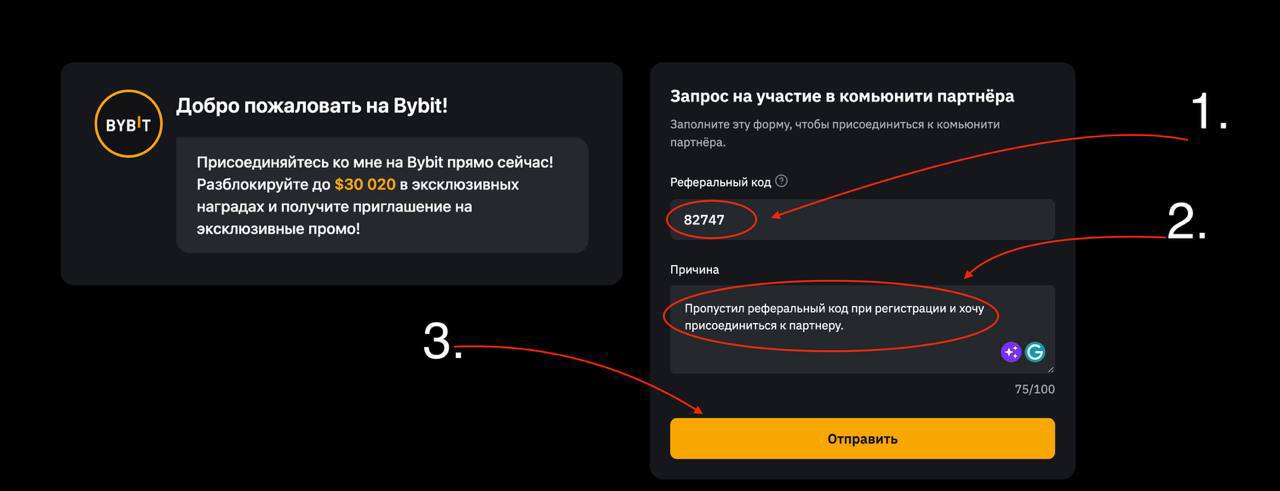 BYBIT
Добро пожаловать на Bybit!
Присоединяйтесь ко мне на Bybit прямо сейчас!
Разблокируйте до $30 020 в эксклюзивных
наградах и получите приглашение на
эксклюзивные промо!
Запрос на участие в комьюнити партнёра
Заполните эту форму, чтобы присоединиться к комьюнити
партнёра.
Реферальный код ?
82747
1.
Причина
2.
Пропустил реферальный код при регистрации и хочу
присоединиться к партнеру.
G
75/100
3.
Отправить